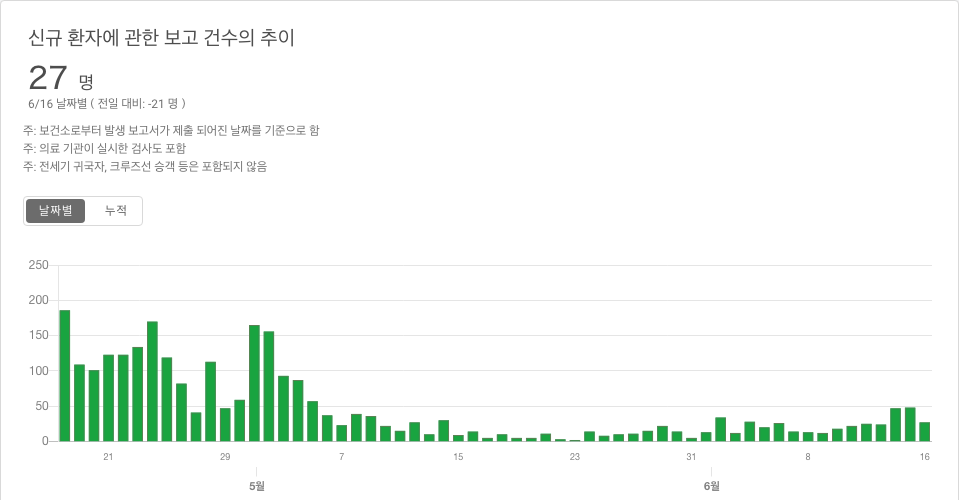 신규 환자에 관한 보고 건수의 추이
27 명
6/16 날짜별 ( 전일 대비: -21 명 )
주: 보건소로부터 발생 보고서가 제출 되어진 날짜를 기준으로 함
주: 의료 기관이 실시한 검사도 포함
주: 전세기 귀국자, 크루즈선 승객 등은 포함되지 않음
날짜별 누적
250
200
150
100
50
0
21 29 7 15 23 31 8 16
5월 6월